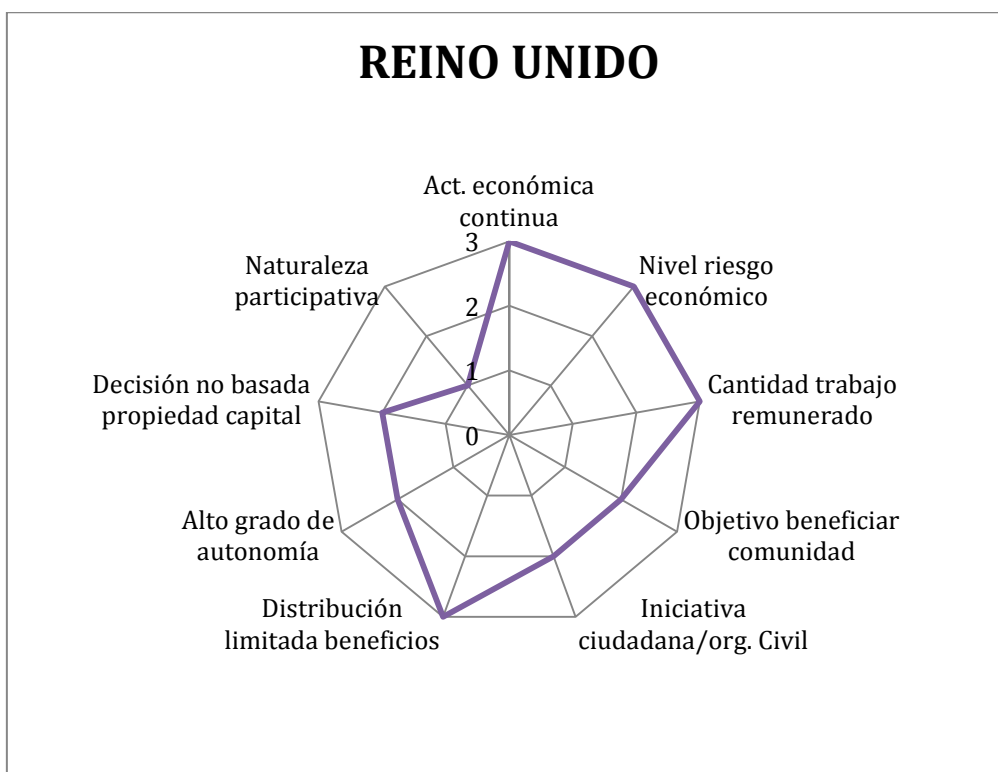 REINO UNIDO
Act. económica
continua
3
2
1
0
Nivel riesgo
económico
Cantidad trabajo
remunerado
Objetivo beneficiar
comunidad
Iniciativa
ciudadana/org. Civil
Distribución
limitada beneficios
Alto grado de
autonomía
Decisión no basada
propiedad capital
Naturaleza
participativa